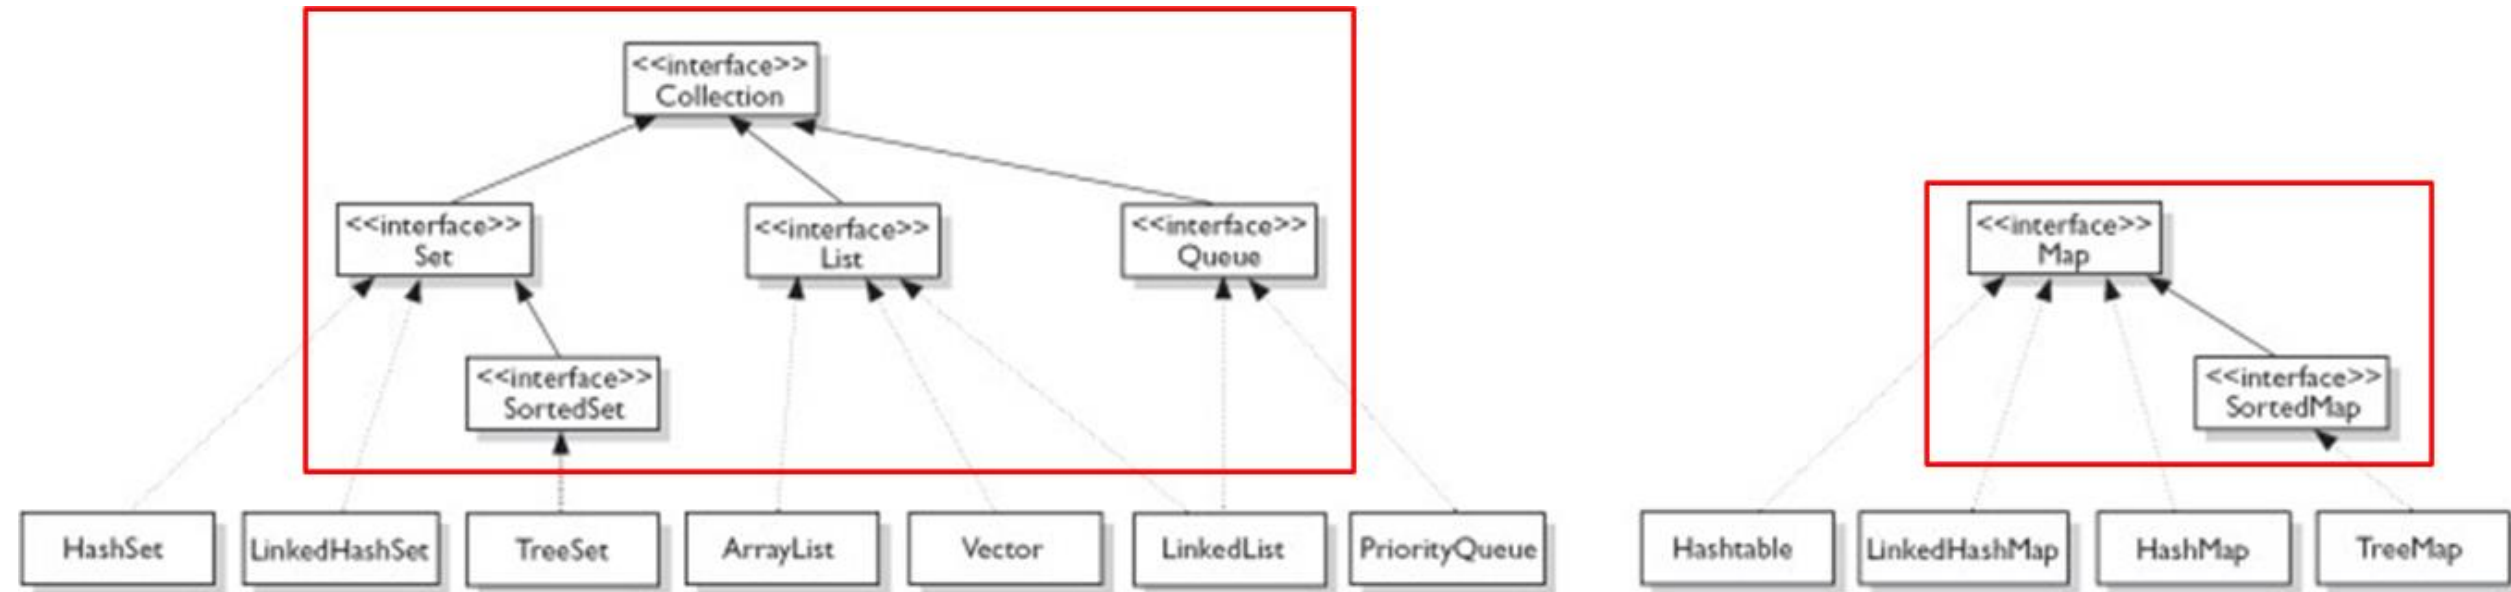 <<interface>>
Collection
<<interface>>
Set
<<interface>>
List
<<interface>>
Queue
<<interface>>
Map
<<interface>>
SortedSet
<<interface>>
SortedMap
HashSet
LinkedHashSet
TreeSet
ArrayList
Vector
LinkedList
PriorityQueue
Hashtable
LinkedHashMap
HashMap
TreeMap